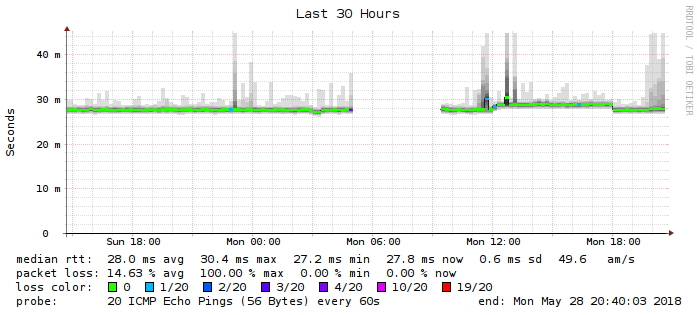 Last 30 Hours
RRDTOOL / TOBI OETIKER
Seconds
40 m
30 m
20 m
10 m
0
Sun 18:00 Mon 00:00 Mon 06:00 Mon 12:00 Mon 18:00
median rtt: 28.0 ms avg 30.4 ms max 27.2 ms min 27.8 ms now 0.6 ms sd 49.6 am/s
packet loss: 14.63 % avg 100.00 % max 0.00 % min 0.00 % now
loss color: 0 1/20 2/20 3/20 4/20 10/20 19/20
probe: 20 ICMP Echo Pings (56 Bytes) every 60s end: Mon May 28 20:40:03 2018